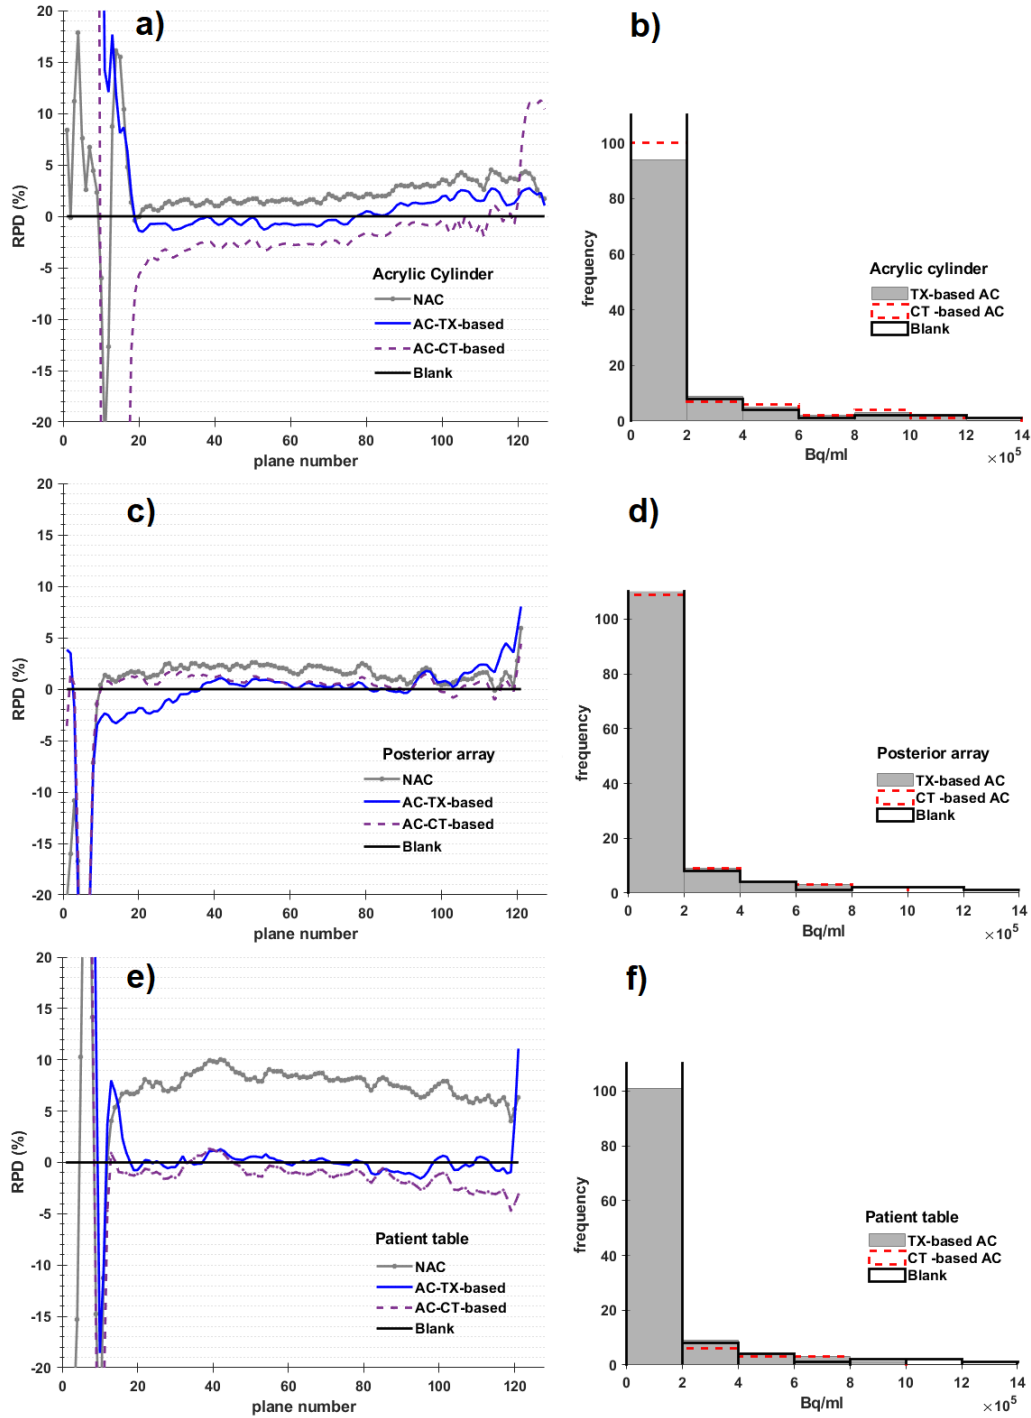 a)
20
15
10
5
0
-5
-10
-15
-20
RPD (%)
0 20 40 60 80 100 120
plane number
Acrylic Cylinder
NAC
AC-TX-based
AC-CT-based
Blank
b)
100
80
60
40
20
0
frequency
0 2 4 6 8 10 12 14
Bq/ml
×10⁵
Acrylic cylinder
TX-based AC
CT -based AC
Blank
c)
20
15
10
5
0
-5
-10
-15
-20
RPD (%)
0 20 40 60 80 100 120
plane number
Posterior array
NAC
AC-TX-based
AC-CT-based
Blank
d)
100
80
60
40
20
0
frequency
0 2 4 6 8 10 12 14
Bq/ml
×10⁵
Posterior array
TX-based AC
CT -based AC
Blank
e)
20
15
10
5
0
-5
-10
-15
-20
RPD (%)
0 20 40 60 80 100 120
plane number
Patient table
NAC
AC-TX-based
AC-CT-based
Blank
f)
100
80
60
40
20
0
frequency
0 2 4 6 8 10 12 14
Bq/ml
×10⁵
Patient table
TX-based AC
CT -based AC
Blank